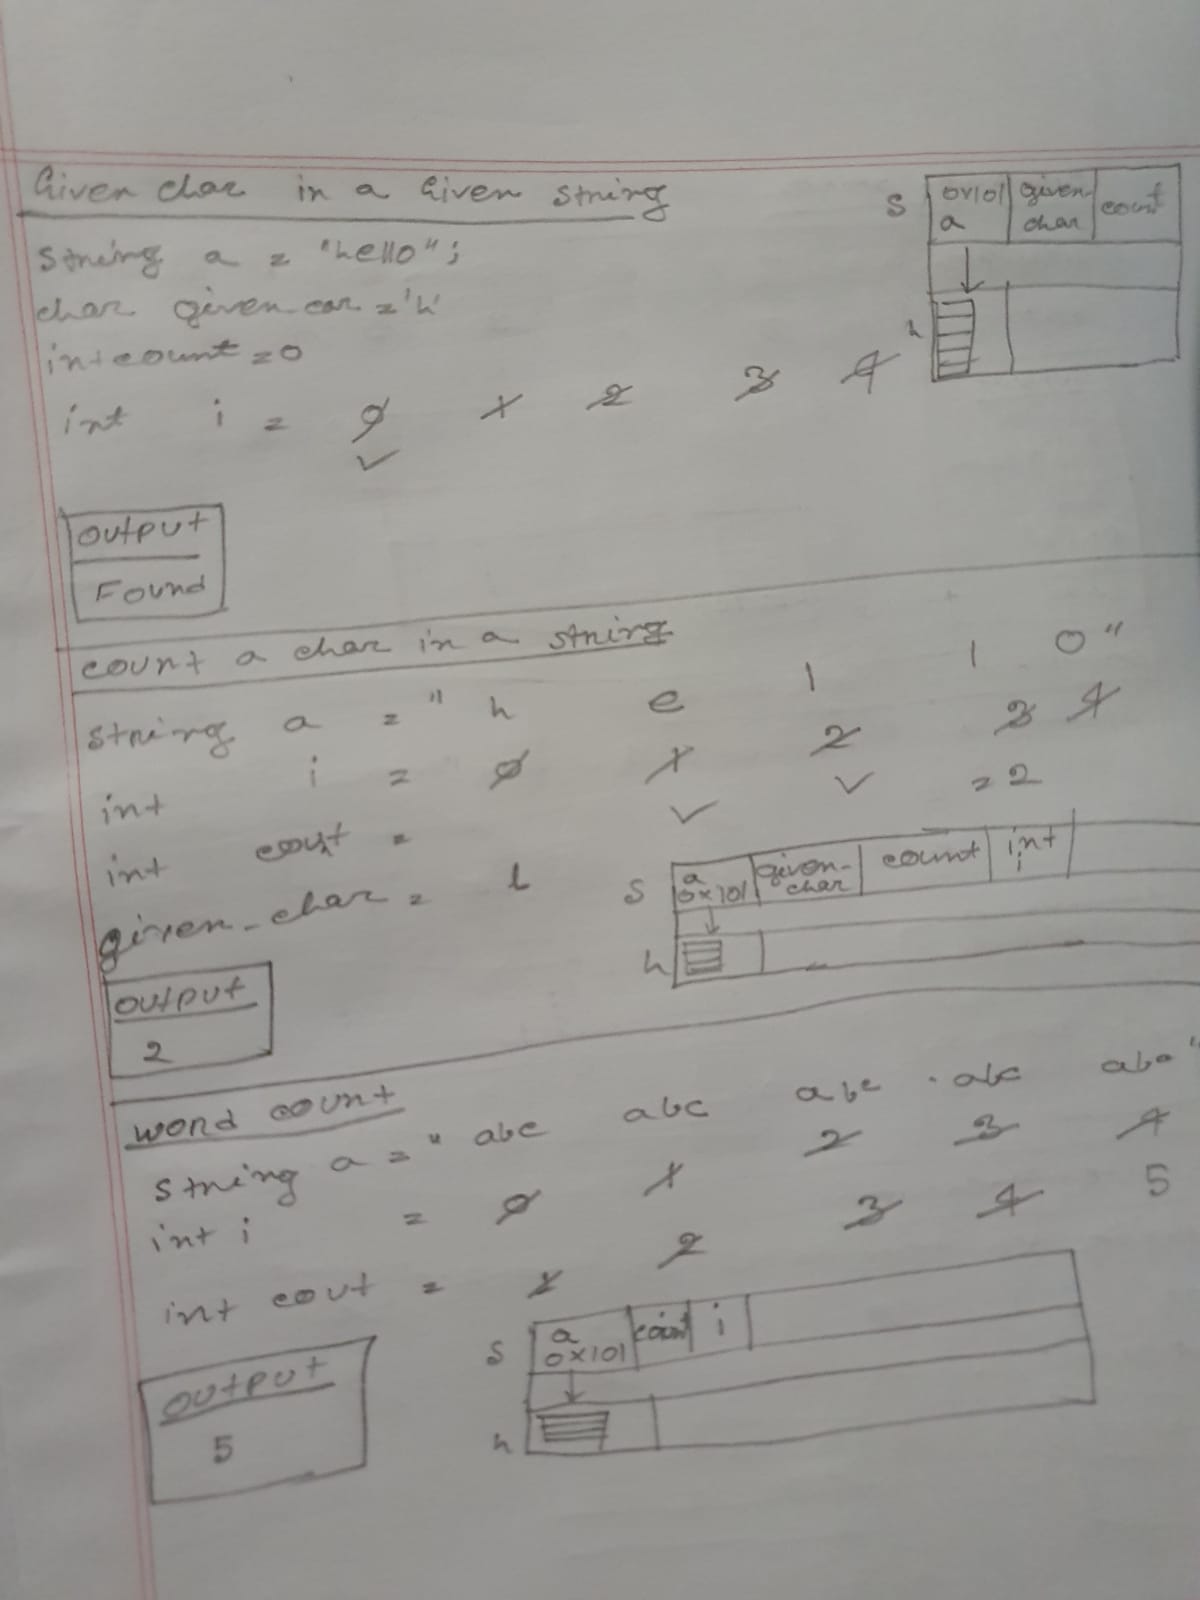 Given char in a Given string
string a = "hello";
char given-car ='h'
int count = 0
int i = 0 1 2 3 4
S 0x101 given- count
a char
h
output
Found
count a char in a string
string a = "h e l l o"
int i = 0 1 2 3 4
int count = = 2
given-char = l
S a given- count int
0x101 char i
h
output
2
word count
string a = "abc abc abc abc abc"
int i = 0 1 2 3 4
int cout = 1 2 3 4 5
S a count i
0x101
h
output
5